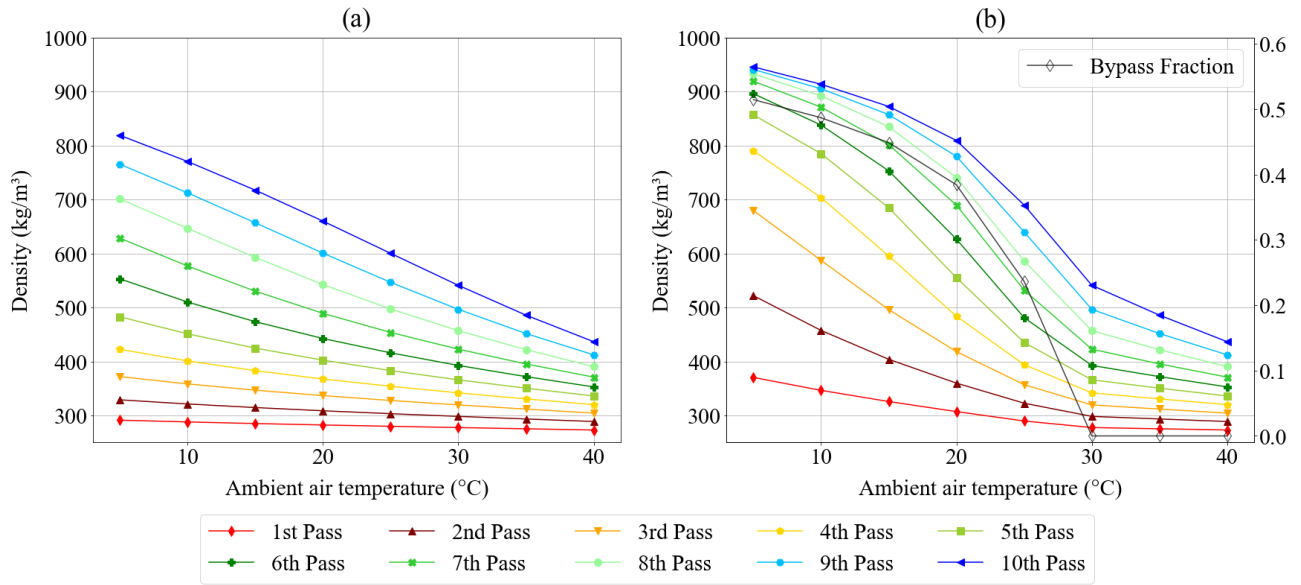 (a)
1000
900
800
700
600
500
400
300
Density (kg/m³)
10
20
30
40
Ambient air temperature (°C)
(b)
1000
900
800
700
600
500
400
300
Density (kg/m³)
Bypass Fraction
0.6
0.5
0.4
0.3
0.2
0.1
0.0
10
20
30
40
Ambient air temperature (°C)
1st Pass
2nd Pass
3rd Pass
4th Pass
5th Pass
6th Pass
7th Pass
8th Pass
9th Pass
10th Pass